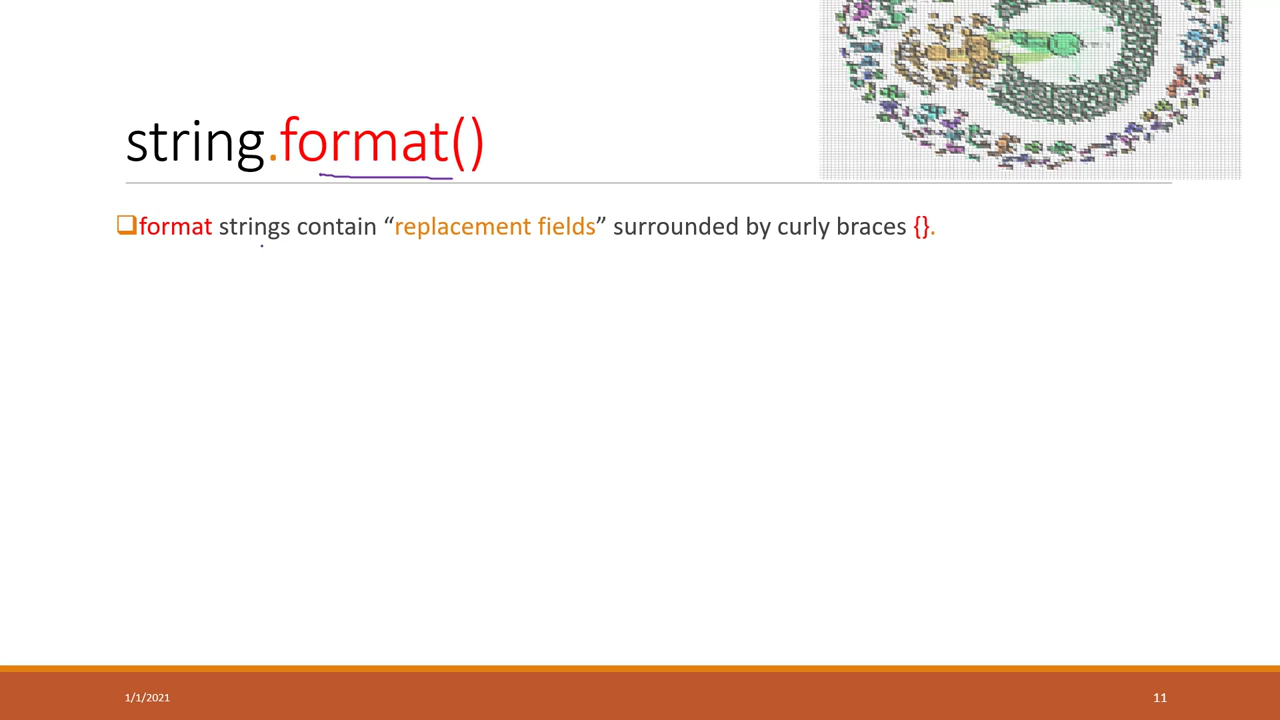 string.format()
format strings contain “replacement fields” surrounded by curly braces {}.
1/1/2021
11